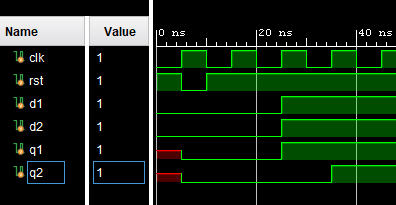 Name Value 0 ns 20 ns 40 ns
clk 1
rst 1
d1 1
d2 1
q1 1
q2 1